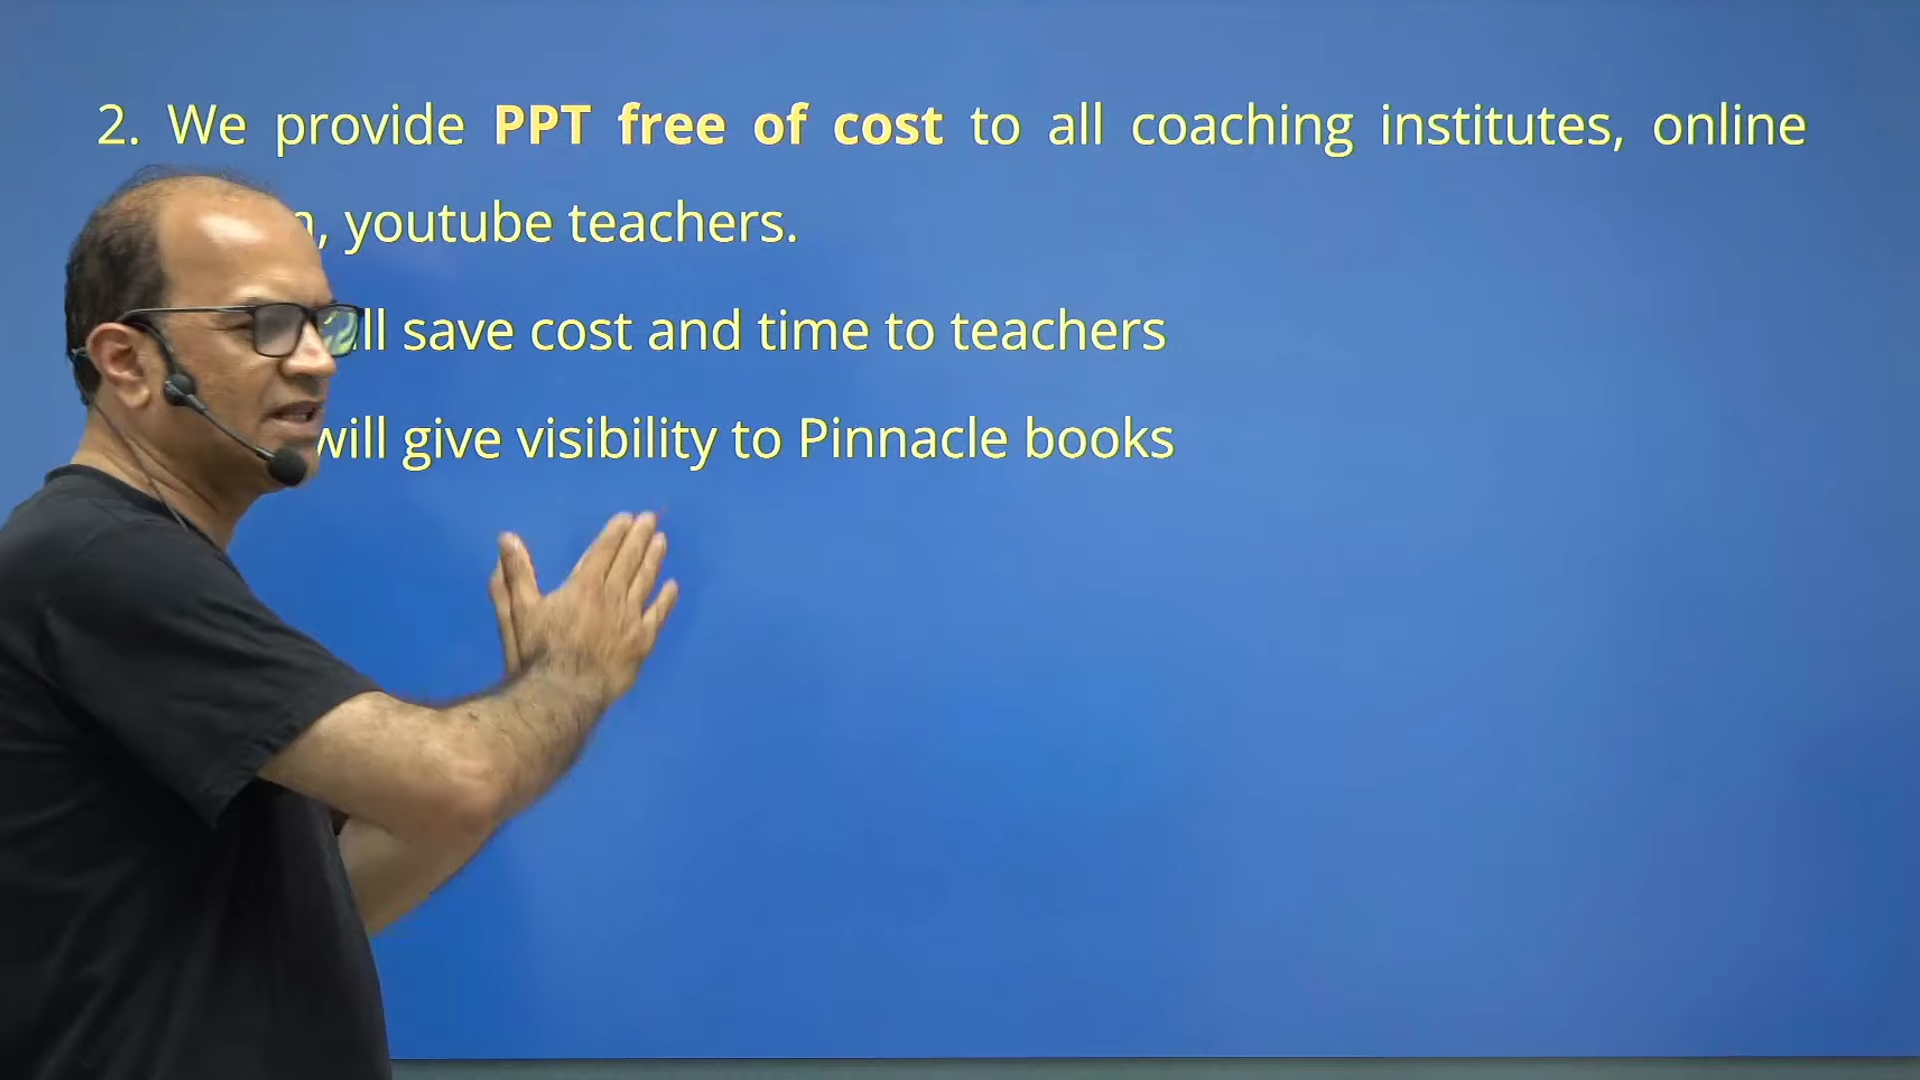 2. We provide PPT free of cost to all coaching institutes, online
youtube teachers.
save cost and time to teachers
will give visibility to Pinnacle books